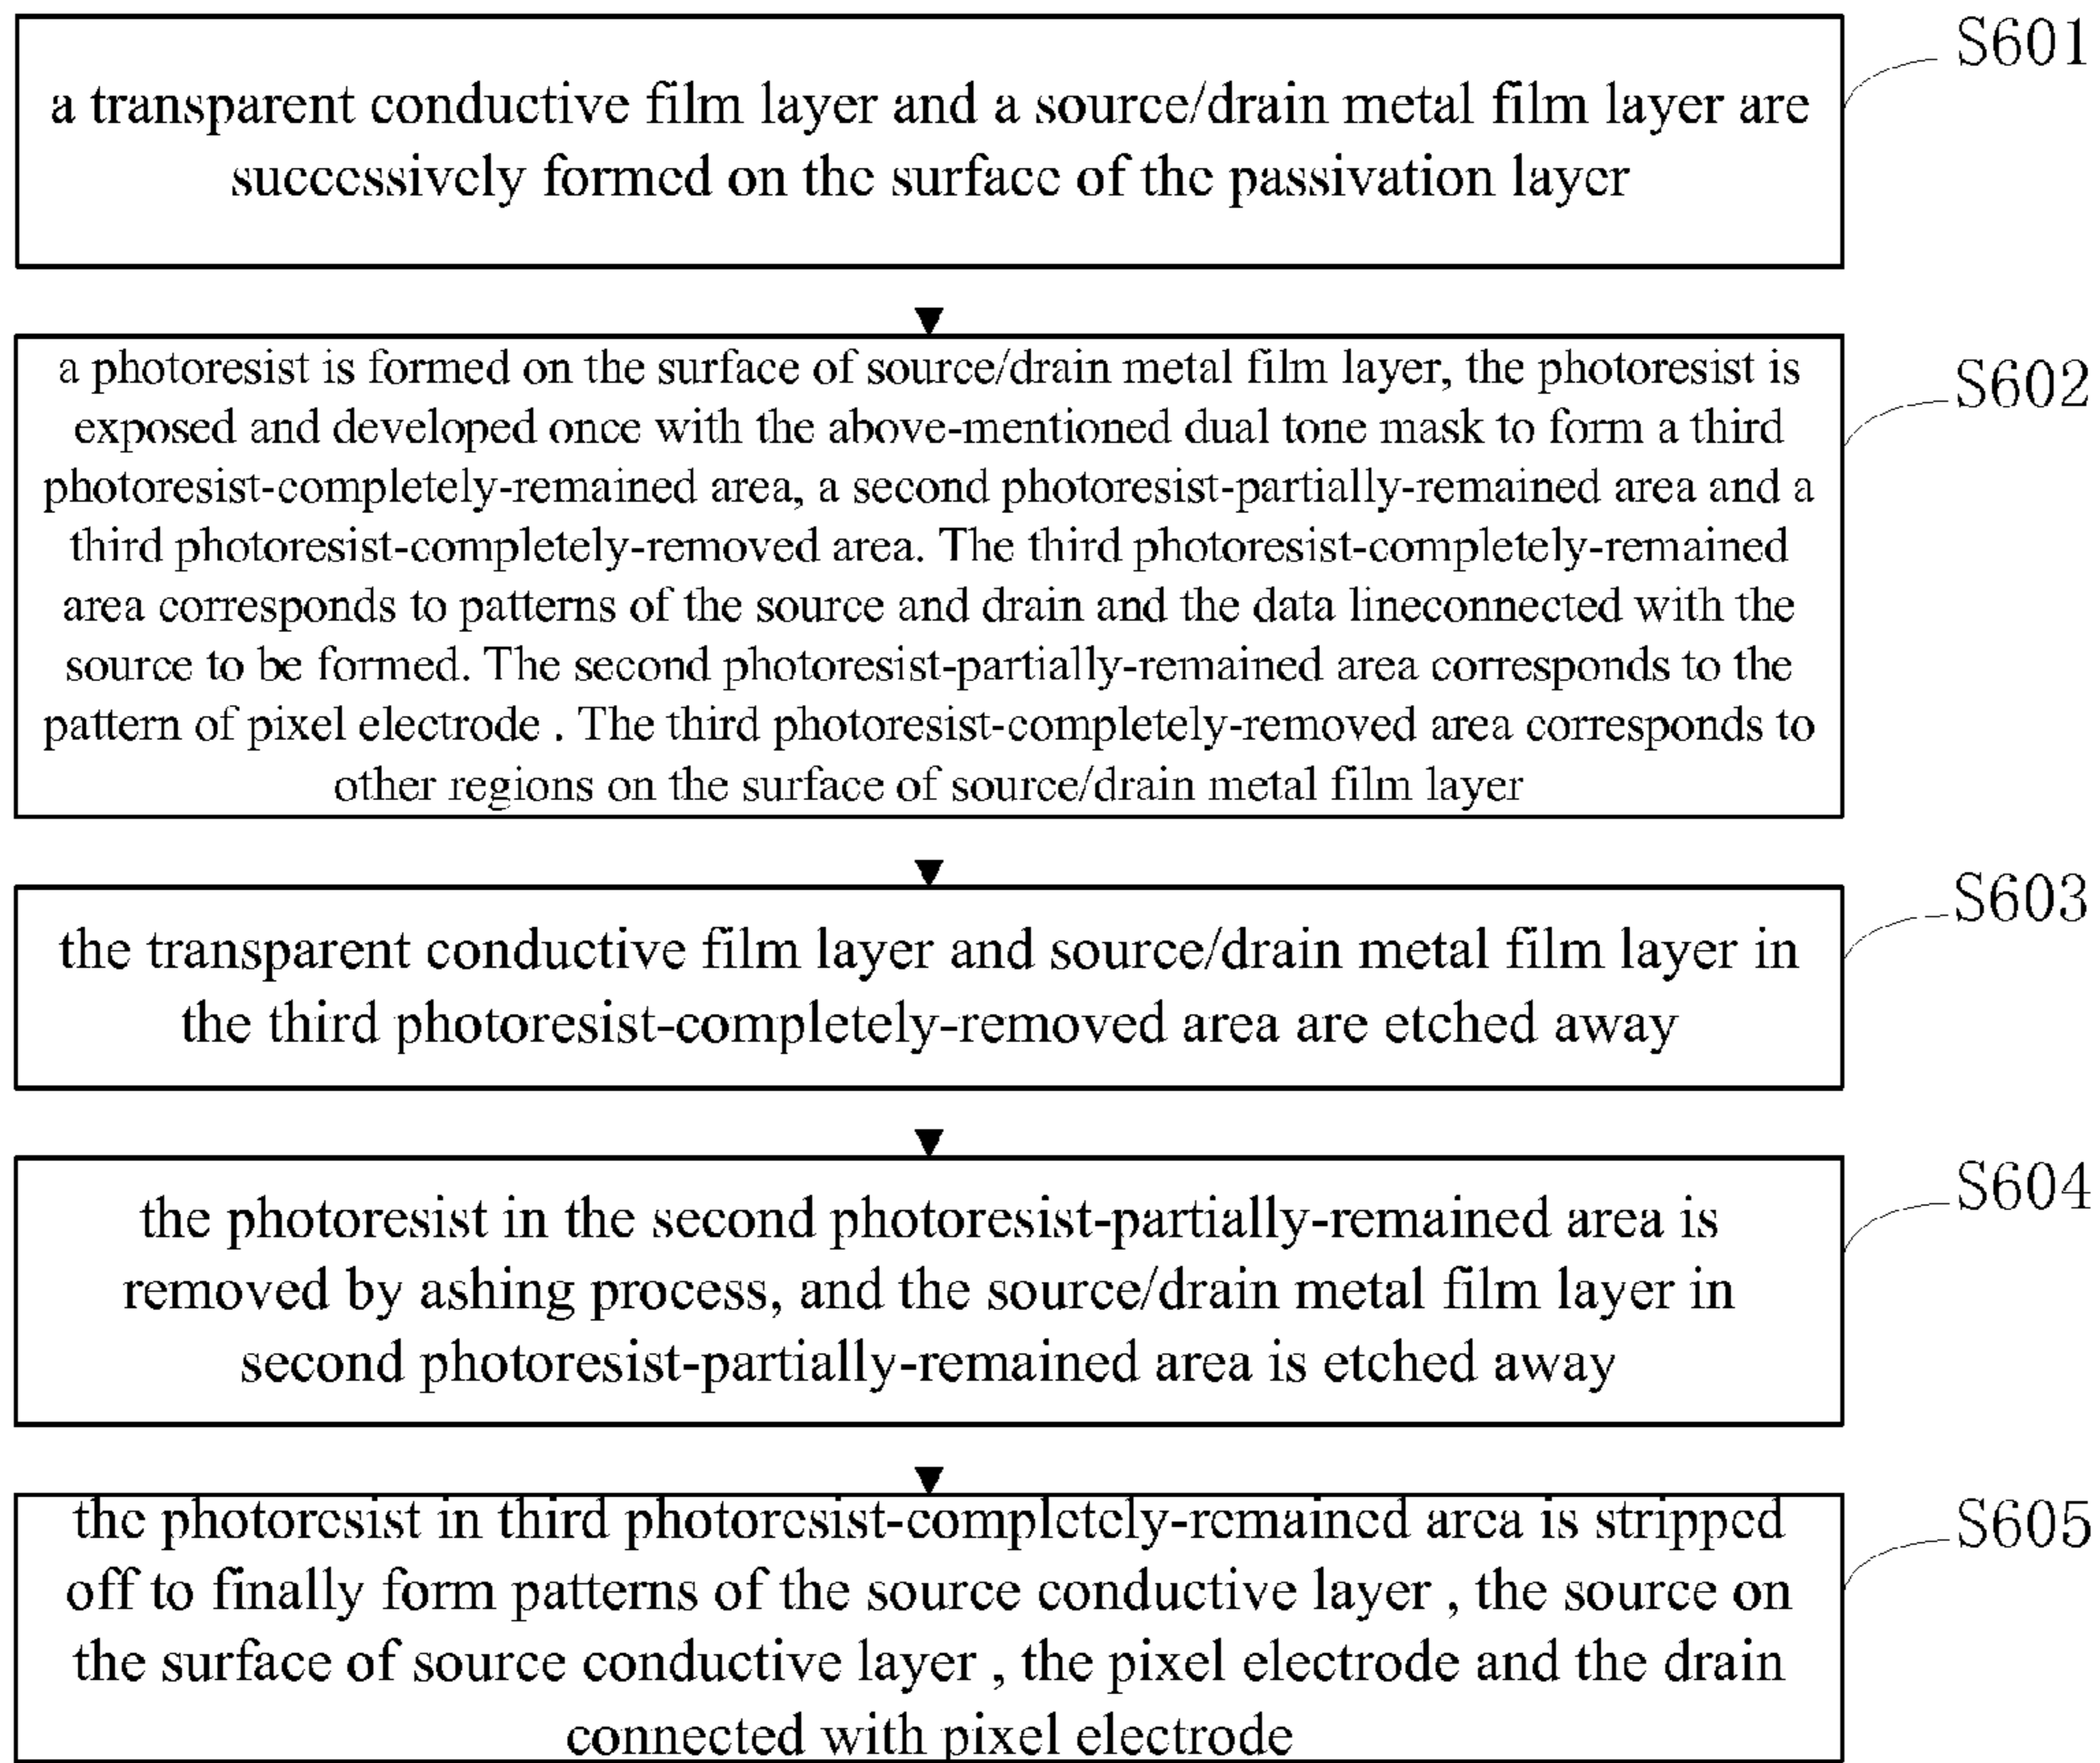 S601
a transparent conductive film layer and a source/drain metal film layer are
successively formed on the surface of the passivation layer
S602
a photoresist is formed on the surface of source/drain metal film layer, the photoresist is
exposed and developed once with the above-mentioned dual tone mask to form a third
photoresist-completely-remained area, a second photoresist-partially-remained area and a
third photoresist-completely-removed area. The third photoresist-completely-remained
area corresponds to patterns of the source and drain and the data lineconnected with the
source to be formed. The second photoresist-partially-remained area corresponds to the
pattern of pixel electrode . The third photoresist-completely-removed area corresponds to
other regions on the surface of source/drain metal film layer
S603
the transparent conductive film layer and source/drain metal film layer in
the third photoresist-completely-removed area are etched away
S604
the photoresist in the second photoresist-partially-remained area is
removed by ashing process, and the source/drain metal film layer in
second photoresist-partially-remained area is etched away
S605
the photoresist in third photoresist-completely-remained area is stripped
off to finally form patterns of the source conductive layer , the source on
the surface of source conductive layer , the pixel electrode and the drain
connected with pixel electrode